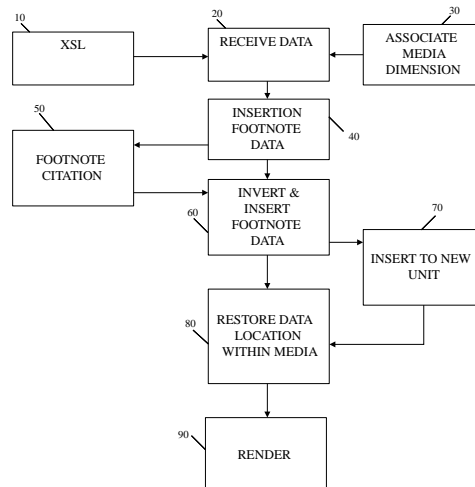 10
XSL
20
RECEIVE DATA
30
ASSOCIATE
MEDIA
DIMENSION
40
INSERTION
FOOTNOTE
DATA
50
FOOTNOTE
CITATION
60
INVERT &
INSERT
FOOTNOTE
DATA
70
INSERT TO NEW
UNIT
80
RESTORE DATA
LOCATION
WITHIN MEDIA
90
RENDER